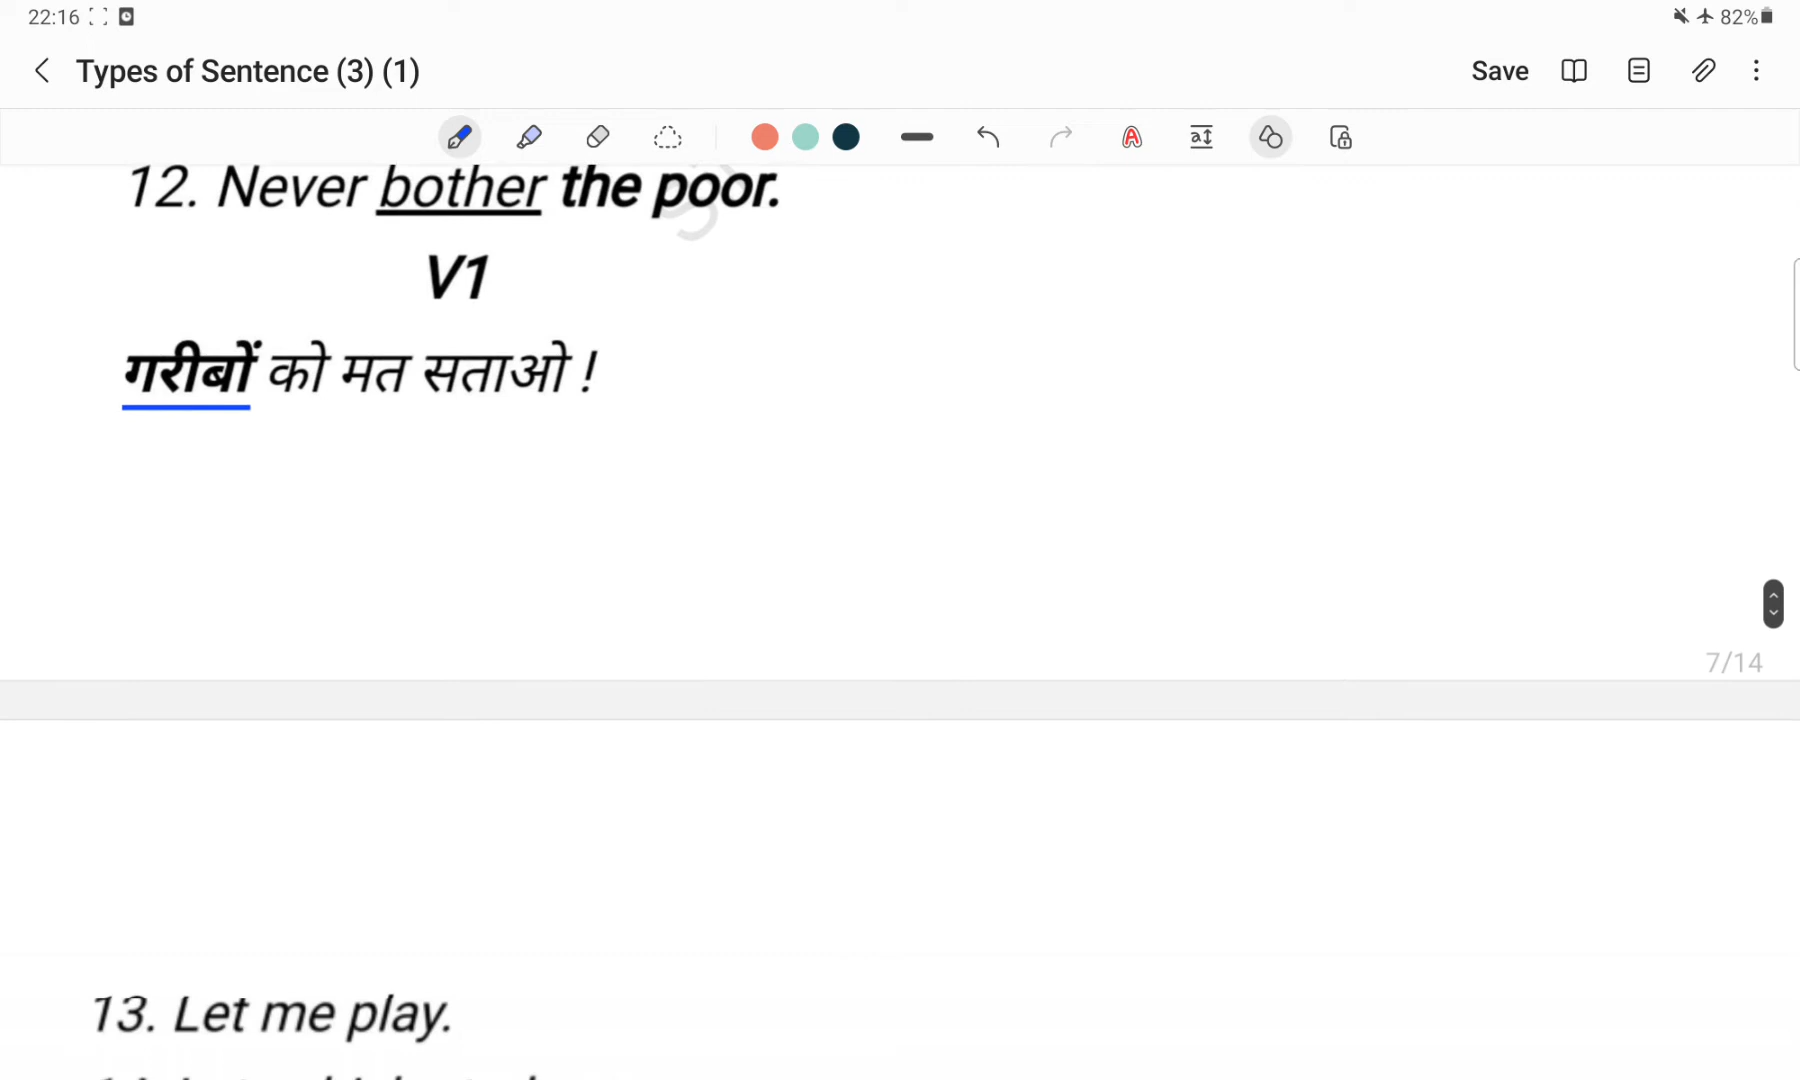 22:16 82%
Types of Sentence (3) (1) Save
12. Never bother the poor.
V1
गरीबों को मत सताओ !
7/14
13. Let me play.